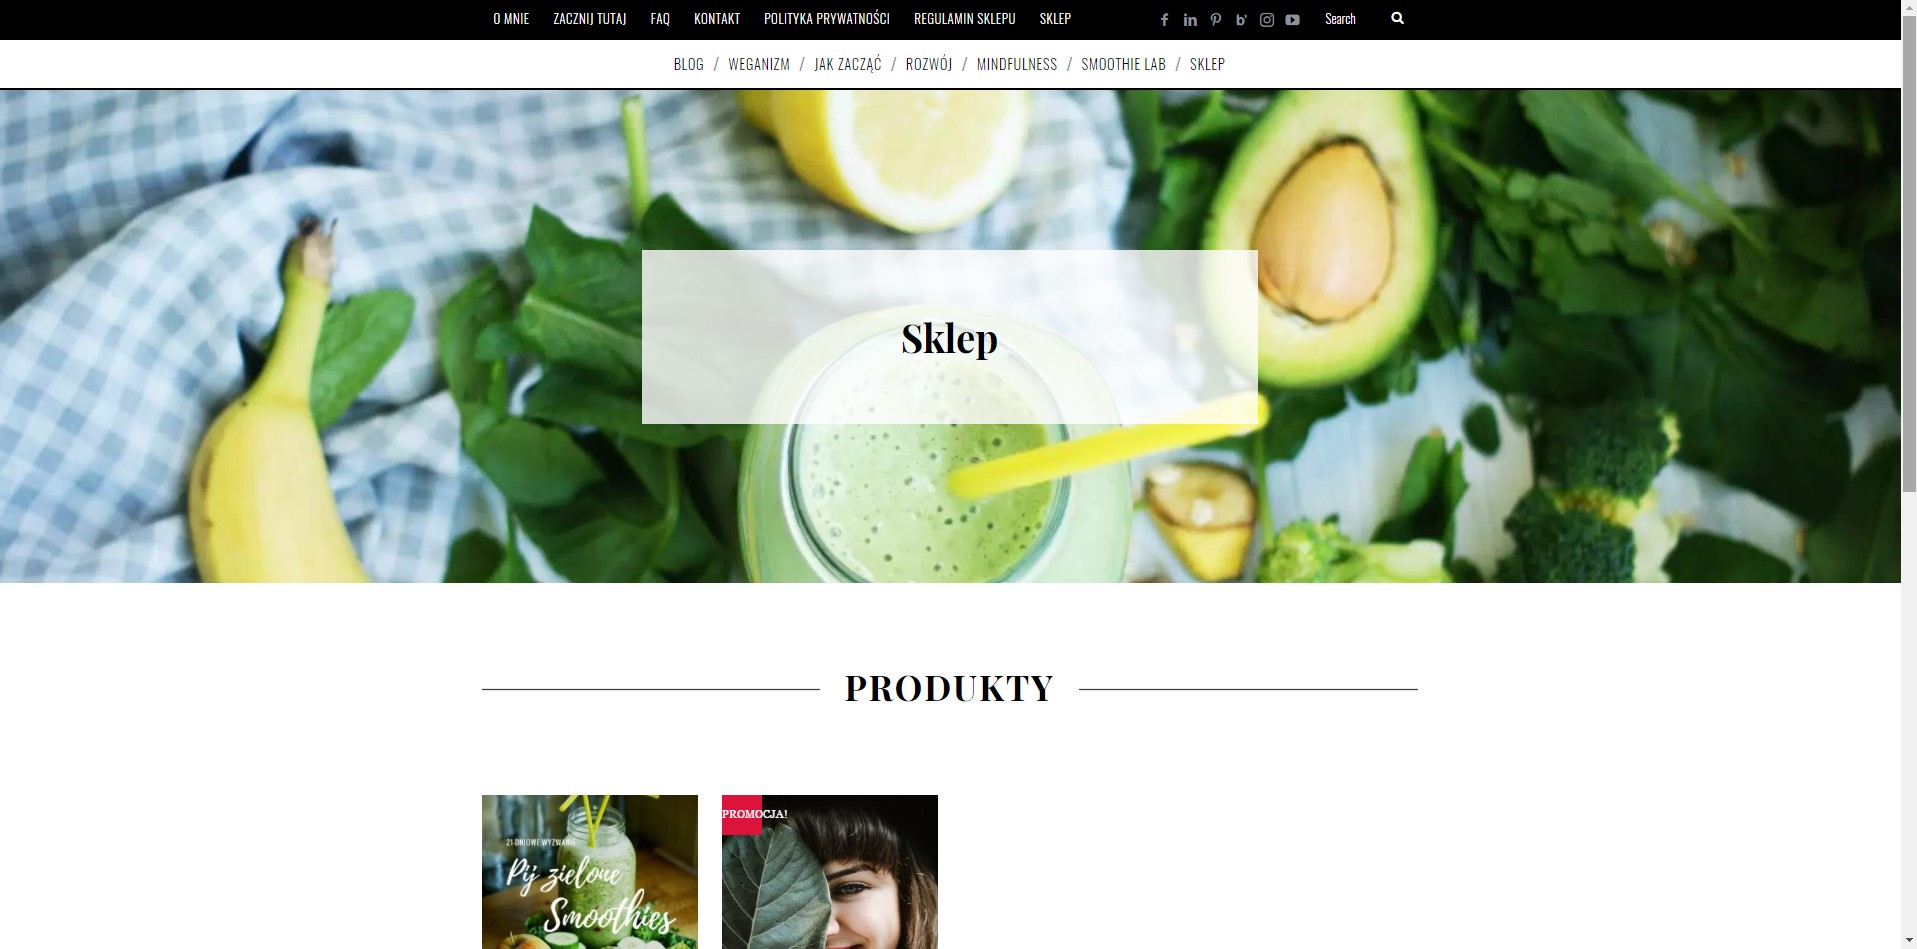 O MNIE ZACZNIJ TUTAJ FAQ KONTAKT POLITYKA PRYWATNOŚCI REGULAMIN SKLEPU SKLEP Search
BLOG / WEGANIZM / JAK ZACZĄĆ / ROZWÓJ / MINDFULNESS / SMOOTHIE LAB / SKLEP
Sklep
PRODUKTY
PROMOCJA!
21-DNIOWE WYZWANIE
Pij zielone
Smoothies